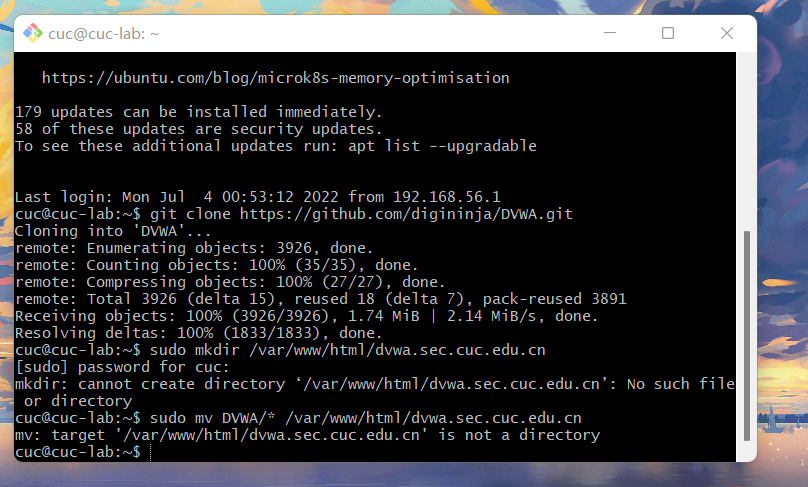 cuc@cuc-lab: ~
https://ubuntu.com/blog/microk8s-memory-optimisation
179 updates can be installed immediately.
58 of these updates are security updates.
To see these additional updates run: apt list --upgradable
Last login: Mon Jul  4 00:53:12 2022 from 192.168.56.1
cuc@cuc-lab:~$ git clone https://github.com/digininja/DVWA.git
Cloning into 'DVWA'...
remote: Enumerating objects: 3926, done.
remote: Counting objects: 100% (35/35), done.
remote: Compressing objects: 100% (27/27), done.
remote: Total 3926 (delta 15), reused 18 (delta 7), pack-reused 3891
Receiving objects: 100% (3926/3926), 1.74 MiB | 2.14 MiB/s, done.
Resolving deltas: 100% (1833/1833), done.
cuc@cuc-lab:~$ sudo mkdir /var/www/html/dvwa.sec.cuc.edu.cn
[sudo] password for cuc:
mkdir: cannot create directory ‘/var/www/html/dvwa.sec.cuc.edu.cn’: No such file
or directory
cuc@cuc-lab:~$ sudo mv DVWA/* /var/www/html/dvwa.sec.cuc.edu.cn
mv: target '/var/www/html/dvwa.sec.cuc.edu.cn' is not a directory
cuc@cuc-lab:~$